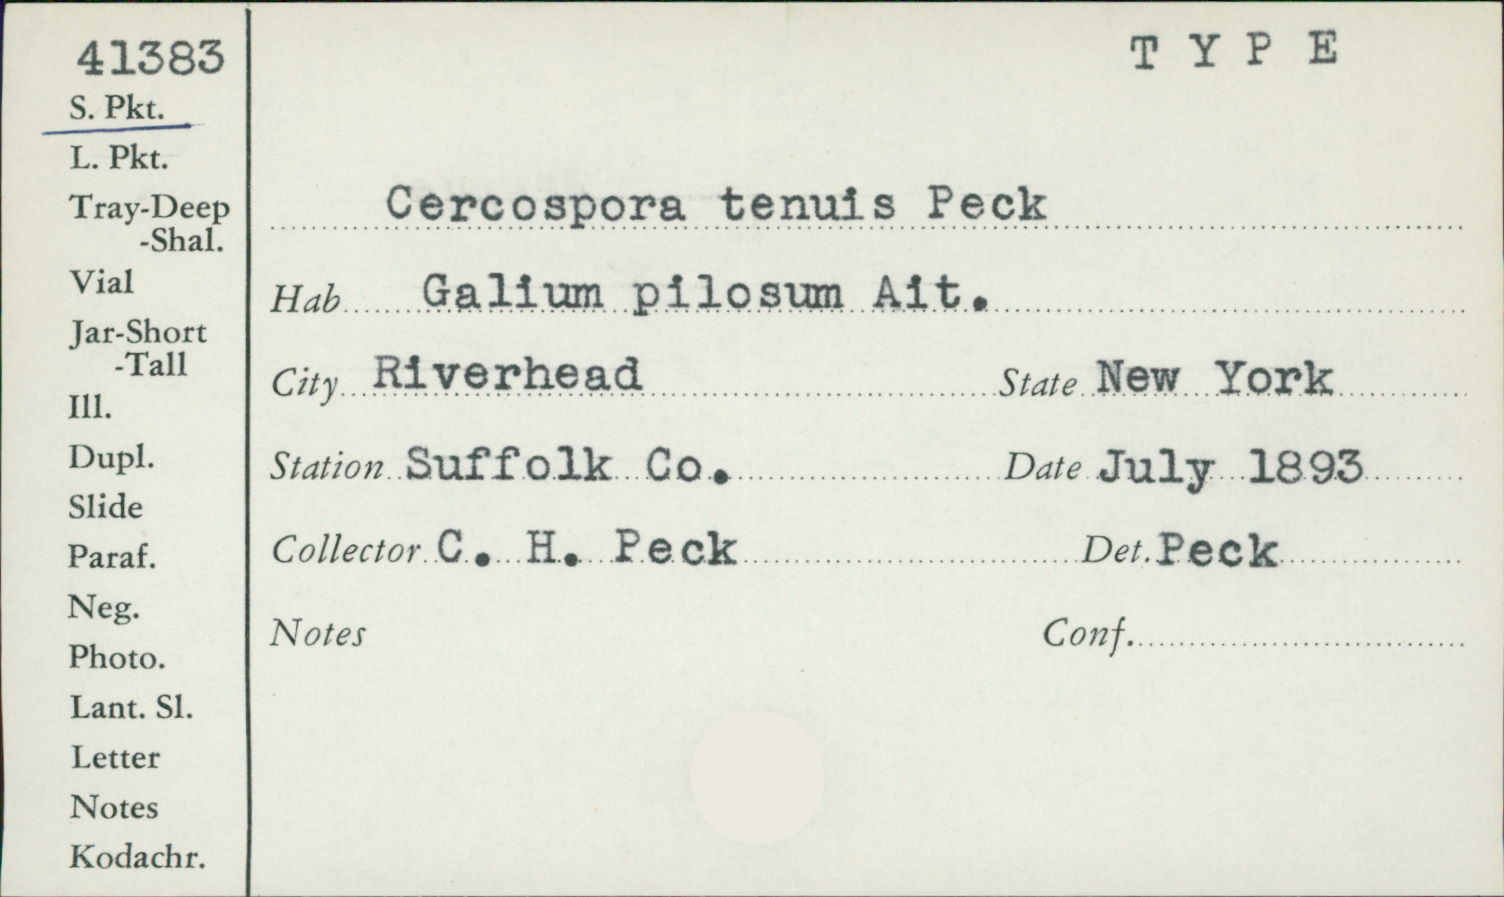 41383
S. Pkt.
L. Pkt.
Tray-Deep
-Shal.
Vial
Jar-Short
-Tall
Ill.
Dupl.
Slide
Paraf.
Neg.
Photo.
Lant. Sl.
Letter
Notes
Kodachr.
TYPE
Cercospora tenuis Peck
Hab Galium pilosum Ait.
City Riverhead State New York
Station Suffolk Co. Date July 1893
Collector C. H. Peck Det. Peck
Notes Conf.